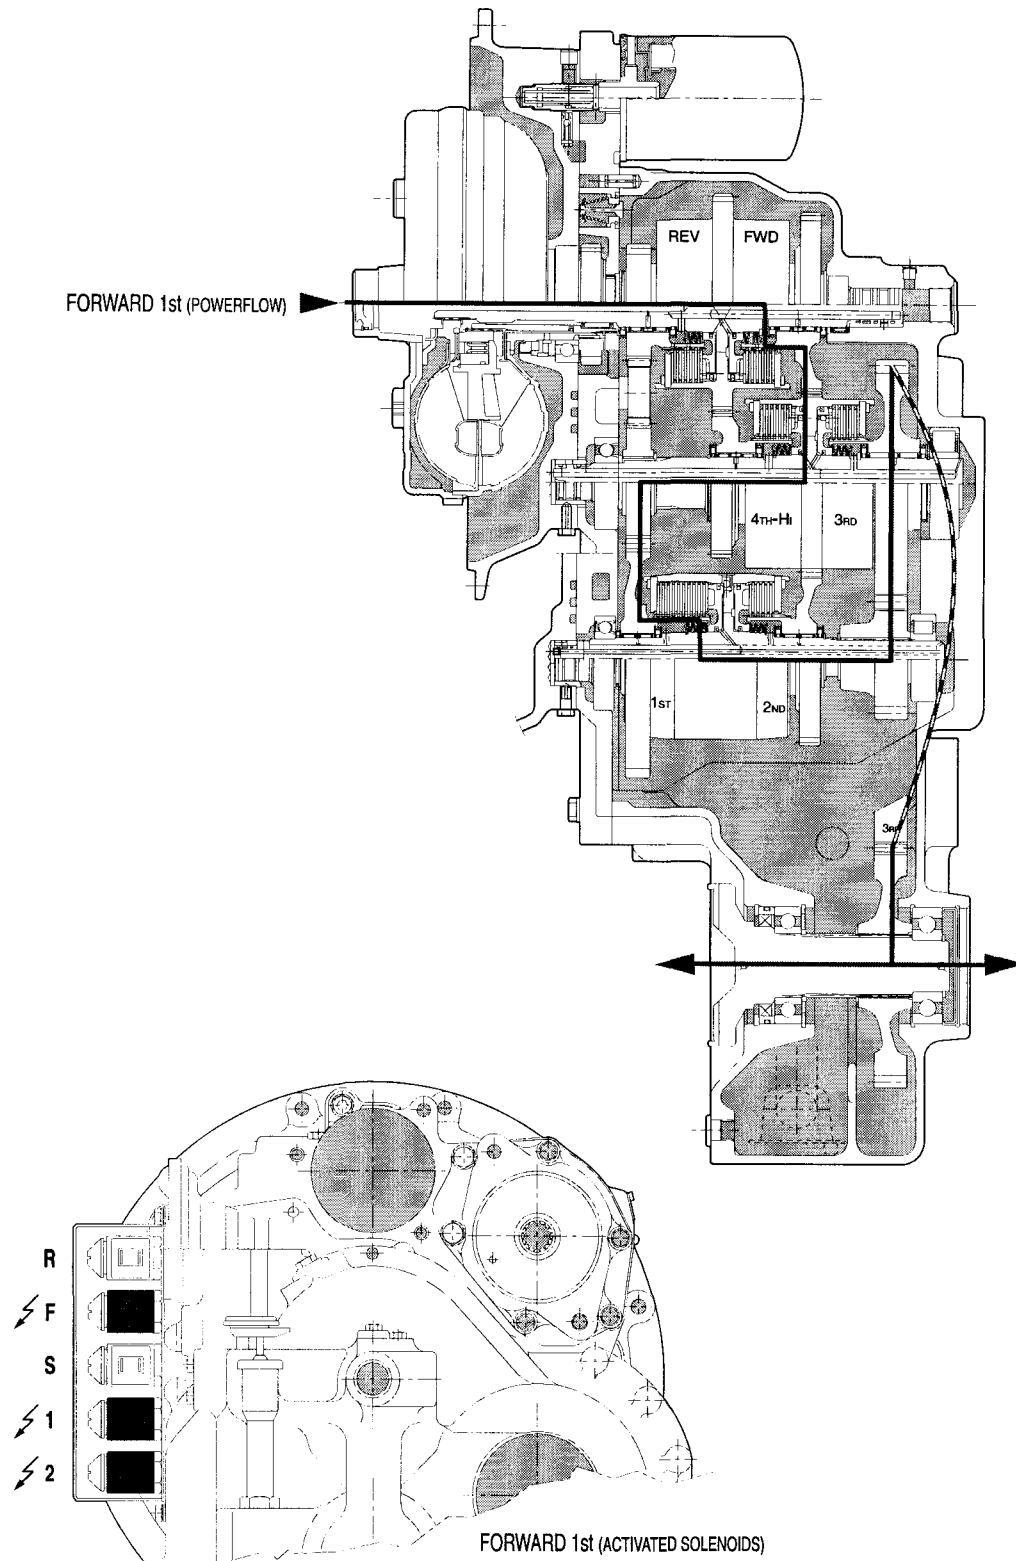 REV FWD
FORWARD 1st (POWERFLOW)
4TH-HI 3RD
1ST 2ND
R
F
S
1
2
FORWARD 1st (ACTIVATED SOLENOIDS)